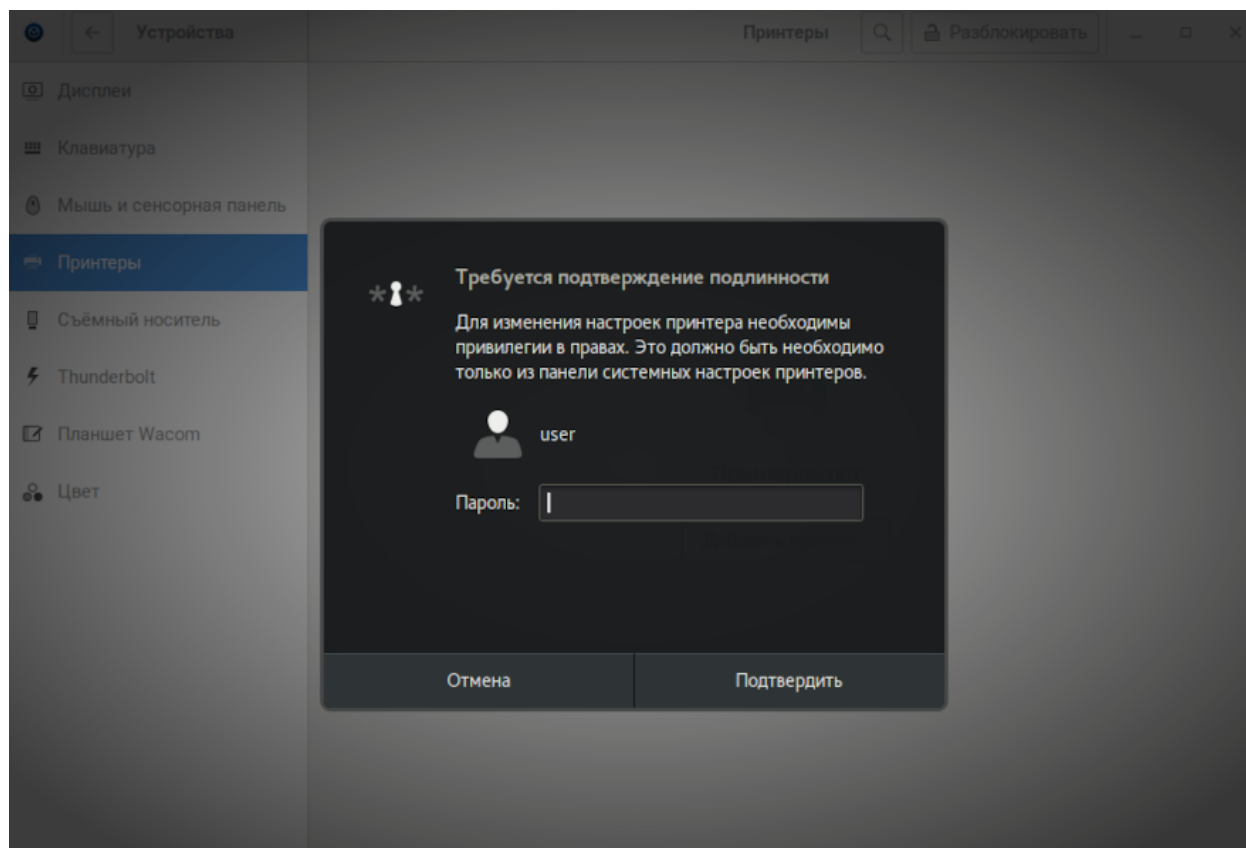 Устройства
Принтеры
Разблокировать
Дисплеи
Клавиатура
Мышь и сенсорная панель
Принтеры
Съёмный носитель
Thunderbolt
Планшет Wacom
Цвет
Требуется подтверждение подлинности
Для изменения настроек принтера необходимы
привилегии в правах. Это должно быть необходимо
только из панели системных настроек принтеров.
user
Пароль:
Отмена
Подтвердить